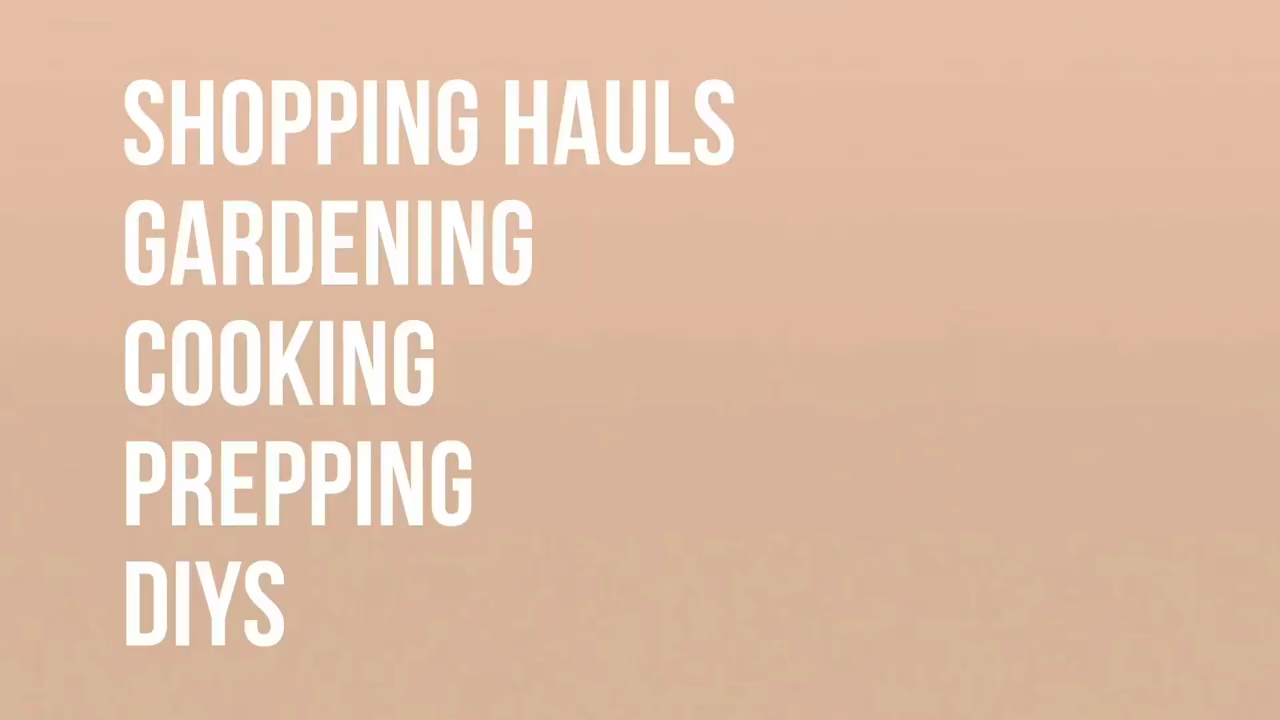 SHOPPING HAULS
GARDENING
COOKING
PREPPING
DIYS